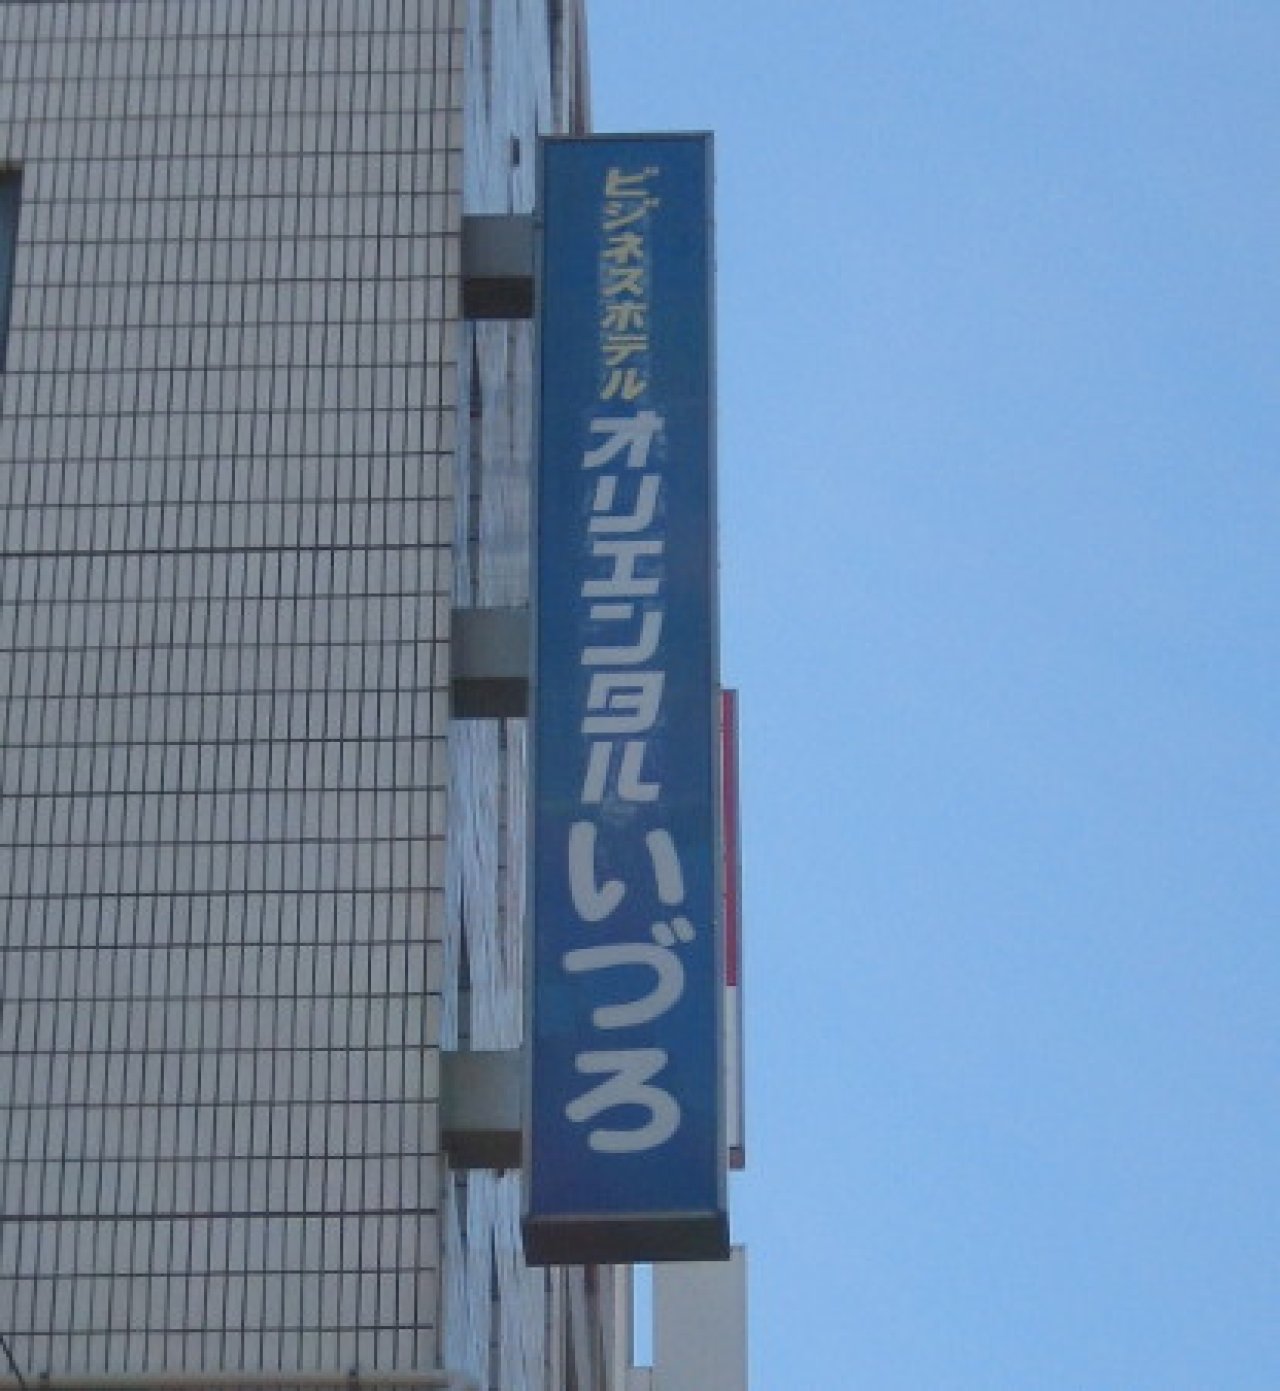 ビジネスホテル
オリエンタル
いづろ